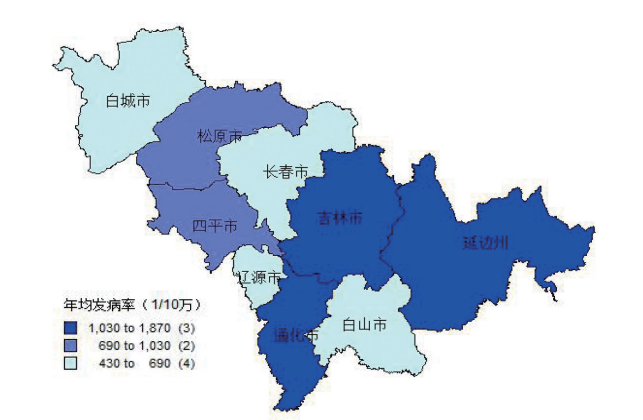 白城市
松原市
长春市
四平市
吉林市
延边州
辽源市
通化市
白山市
年均发病率（1/10万）
1,030 to 1,870 (3)
690 to 1,030 (2)
430 to 690 (4)